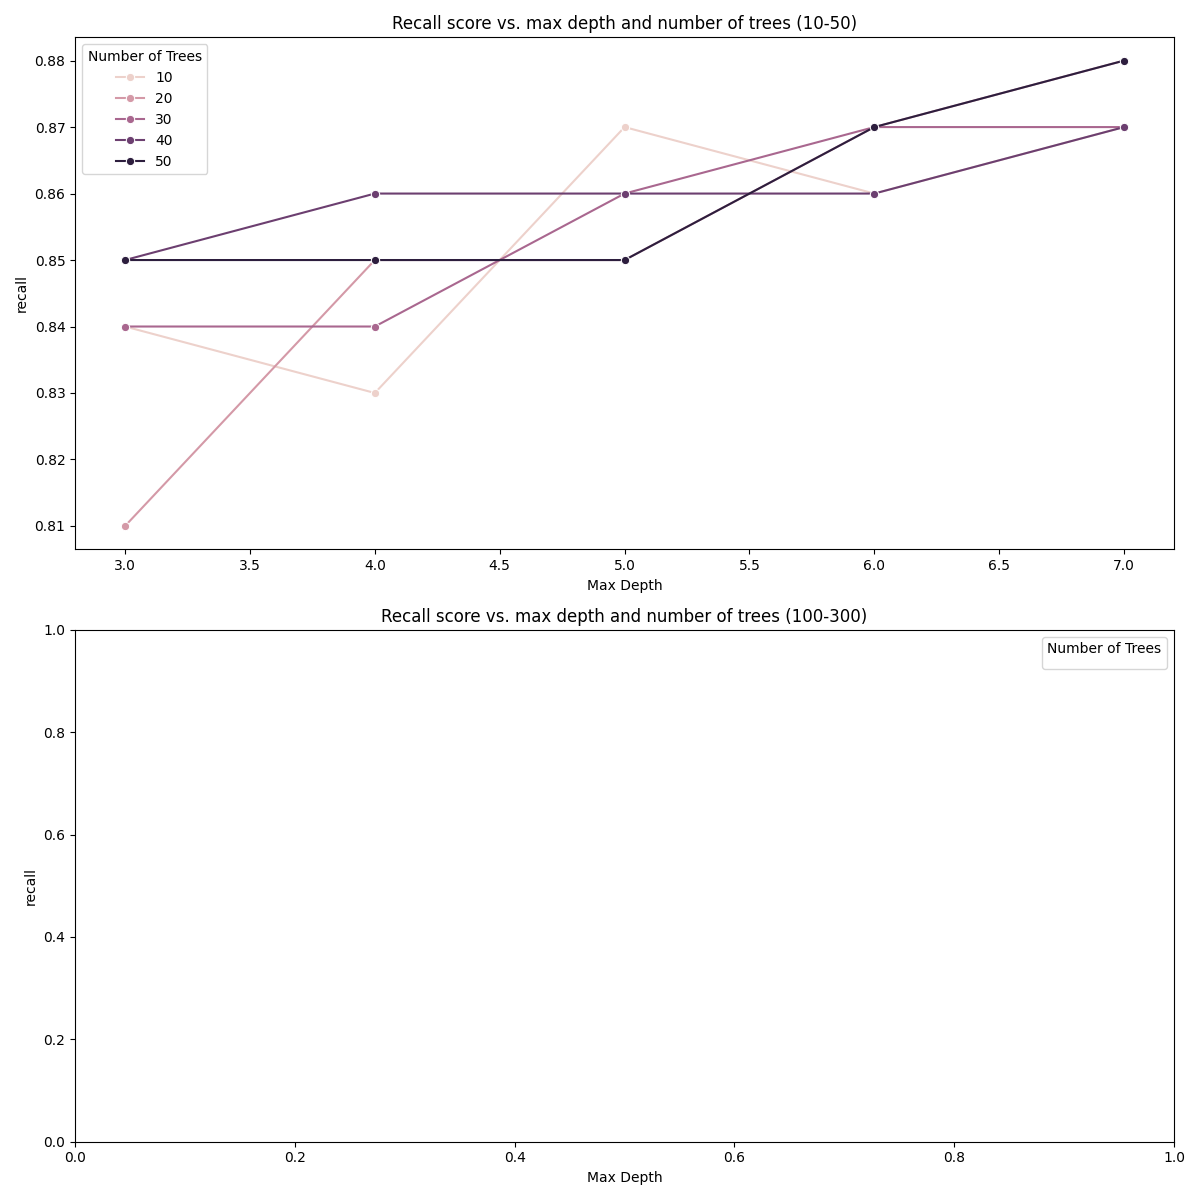 Recall score vs. max depth and number of trees (10-50)
0.88
0.87
0.86
0.85
0.84
0.83
0.82
0.81
recall
Number of Trees
10
20
30
40
50
3.0 3.5 4.0 4.5 5.0 5.5 6.0 6.5 7.0
Max Depth
Recall score vs. max depth and number of trees (100-300)
1.0
0.8
0.6
0.4
0.2
0.0
recall
Number of Trees
0.0 0.2 0.4 0.6 0.8 1.0
Max Depth